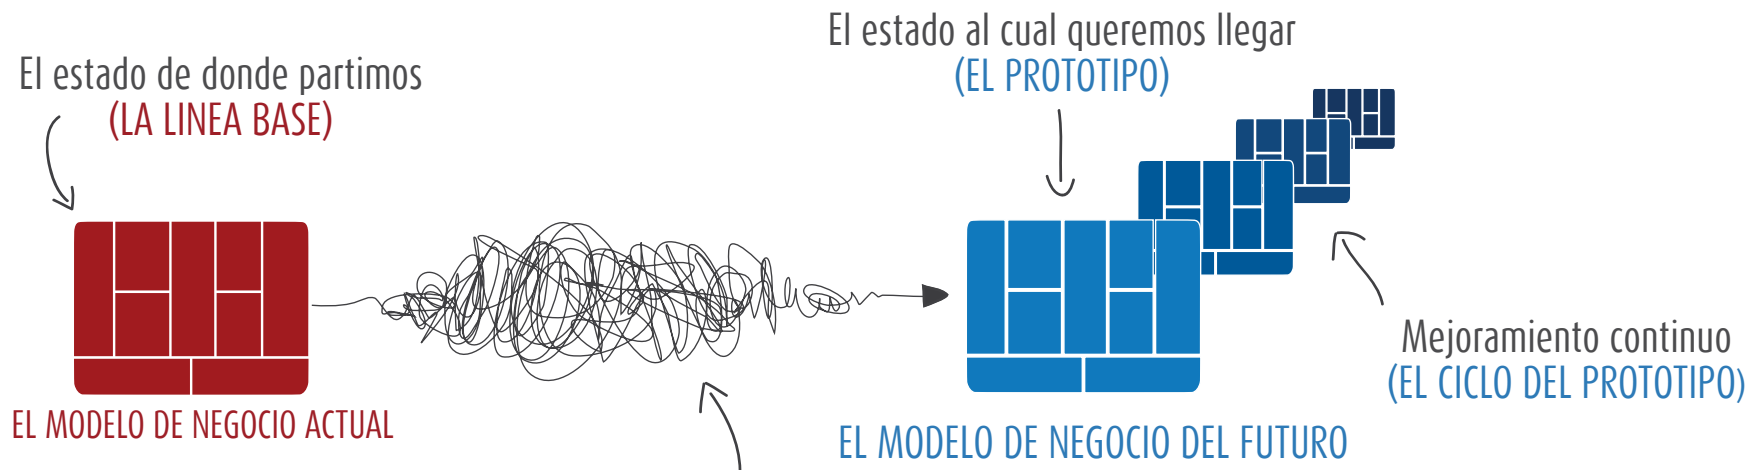 El estado de donde partimos
(LA LINEA BASE)
EL MODELO DE NEGOCIO ACTUAL
El estado al cual queremos llegar
(EL PROTOTIPO)
EL MODELO DE NEGOCIO DEL FUTURO
Mejoramiento continuo
(EL CICLO DEL PROTOTIPO)